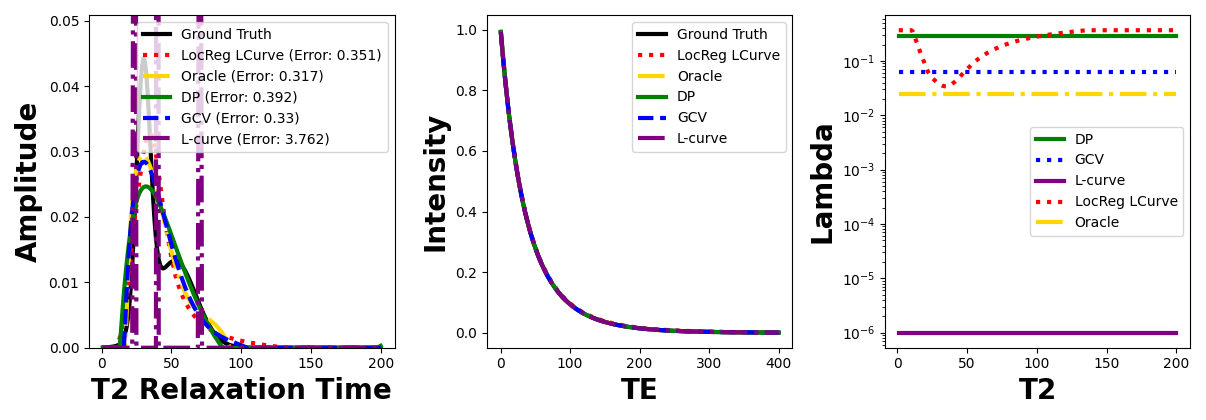 Amplitude
0.05
0.04
0.03
0.02
0.01
0.00
Ground Truth
LocReg LCurve (Error: 0.351)
Oracle (Error: 0.317)
DP (Error: 0.392)
GCV (Error: 0.33)
L-curve (Error: 3.762)
0 50 100 150 200
T2 Relaxation Time
Intensity
1.0
0.8
0.6
0.4
0.2
0.0
Ground Truth
LocReg LCurve
Oracle
DP
GCV
L-curve
0 100 200 300 400
TE
Lambda
10⁻¹
10⁻²
10⁻³
10⁻⁴
10⁻⁵
10⁻⁶
DP
GCV
L-curve
LocReg LCurve
Oracle
0 50 100 150 200
T2